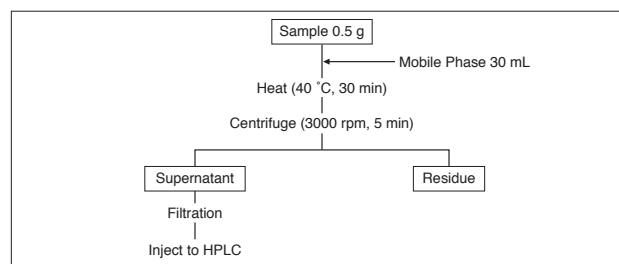 Sample 0.5 g
Mobile Phase 30 mL
Heat (40 ˚C, 30 min)
Centrifuge (3000 rpm, 5 min)
Supernatant
Residue
Filtration
Inject to HPLC